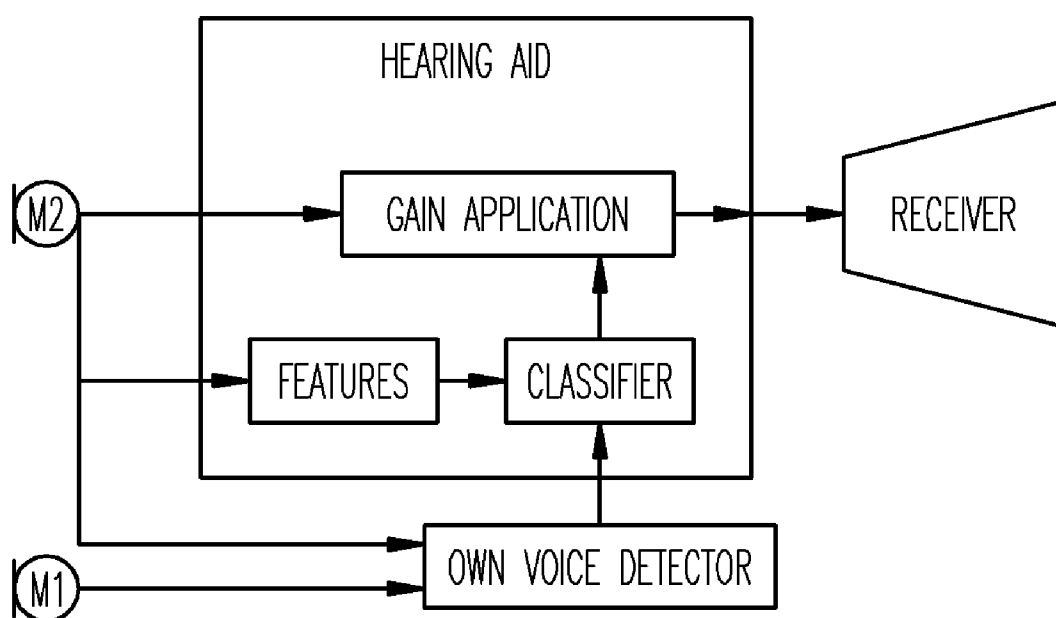 HEARING AID
M2
GAIN APPLICATION
RECEIVER
FEATURES
CLASSIFIER
OWN VOICE DETECTOR
M1